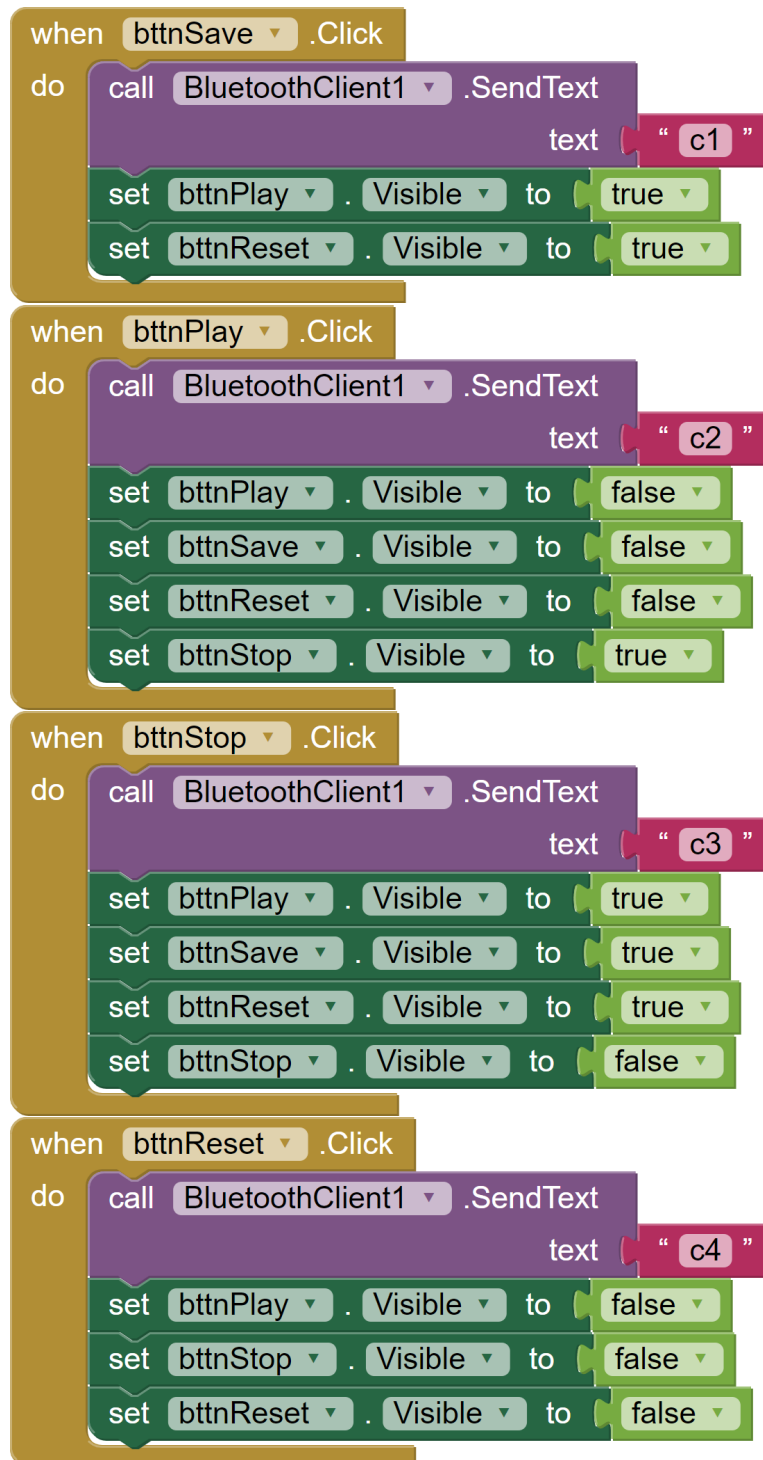 when bttnSave .Click
do call BluetoothClient1 .SendText
text “ c1 ”
set bttnPlay . Visible to true
set bttnReset . Visible to true
when bttnPlay .Click
do call BluetoothClient1 .SendText
text “ c2 ”
set bttnPlay . Visible to false
set bttnSave . Visible to false
set bttnReset . Visible to false
set bttnStop . Visible to true
when bttnStop .Click
do call BluetoothClient1 .SendText
text “ c3 ”
set bttnPlay . Visible to true
set bttnSave . Visible to true
set bttnReset . Visible to true
set bttnStop . Visible to false
when bttnReset .Click
do call BluetoothClient1 .SendText
text “ c4 ”
set bttnPlay . Visible to false
set bttnStop . Visible to false
set bttnReset . Visible to false